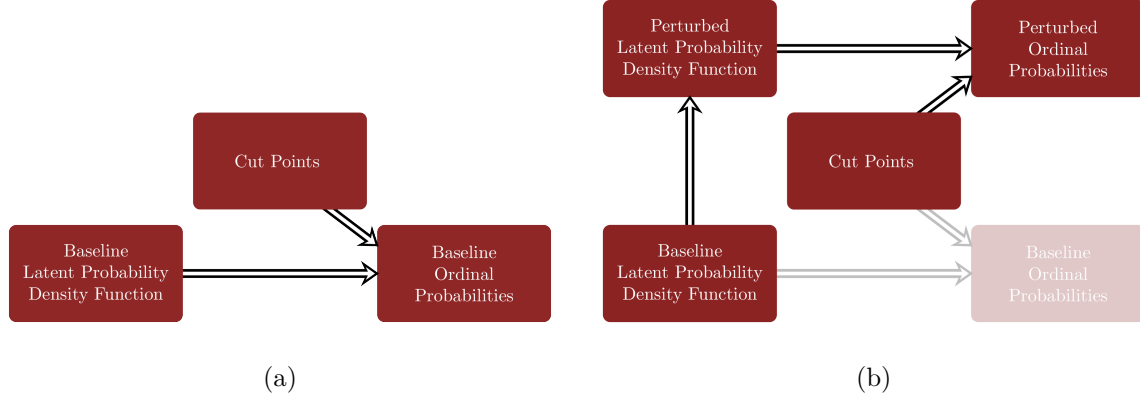 Cut Points
Baseline
Latent Probability
Density Function
Baseline
Ordinal
Probabilities
(a)
Perturbed
Latent Probability
Density Function
Perturbed
Ordinal
Probabilities
Cut Points
Baseline
Latent Probability
Density Function
Baseline
Ordinal
Probabilities
(b)